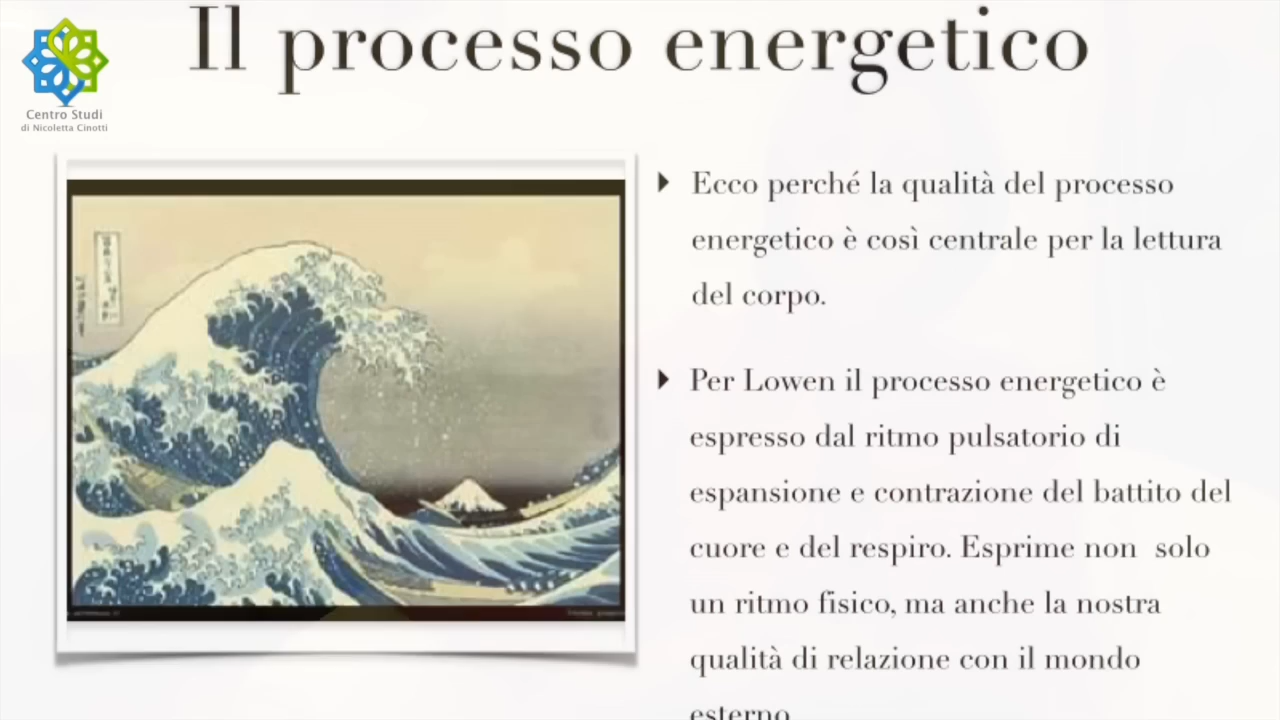 Il processo energetico
Centro Studi
di Nicoletta Cinotti
Ecco perché la qualità del processo
energetico è così centrale per la lettura
del corpo.
Per Lowen il processo energetico è
espresso dal ritmo pulsatorio di
espansione e contrazione del battito del
cuore e del respiro. Esprime non solo
un ritmo fisico, ma anche la nostra
qualità di relazione con il mondo
esterno